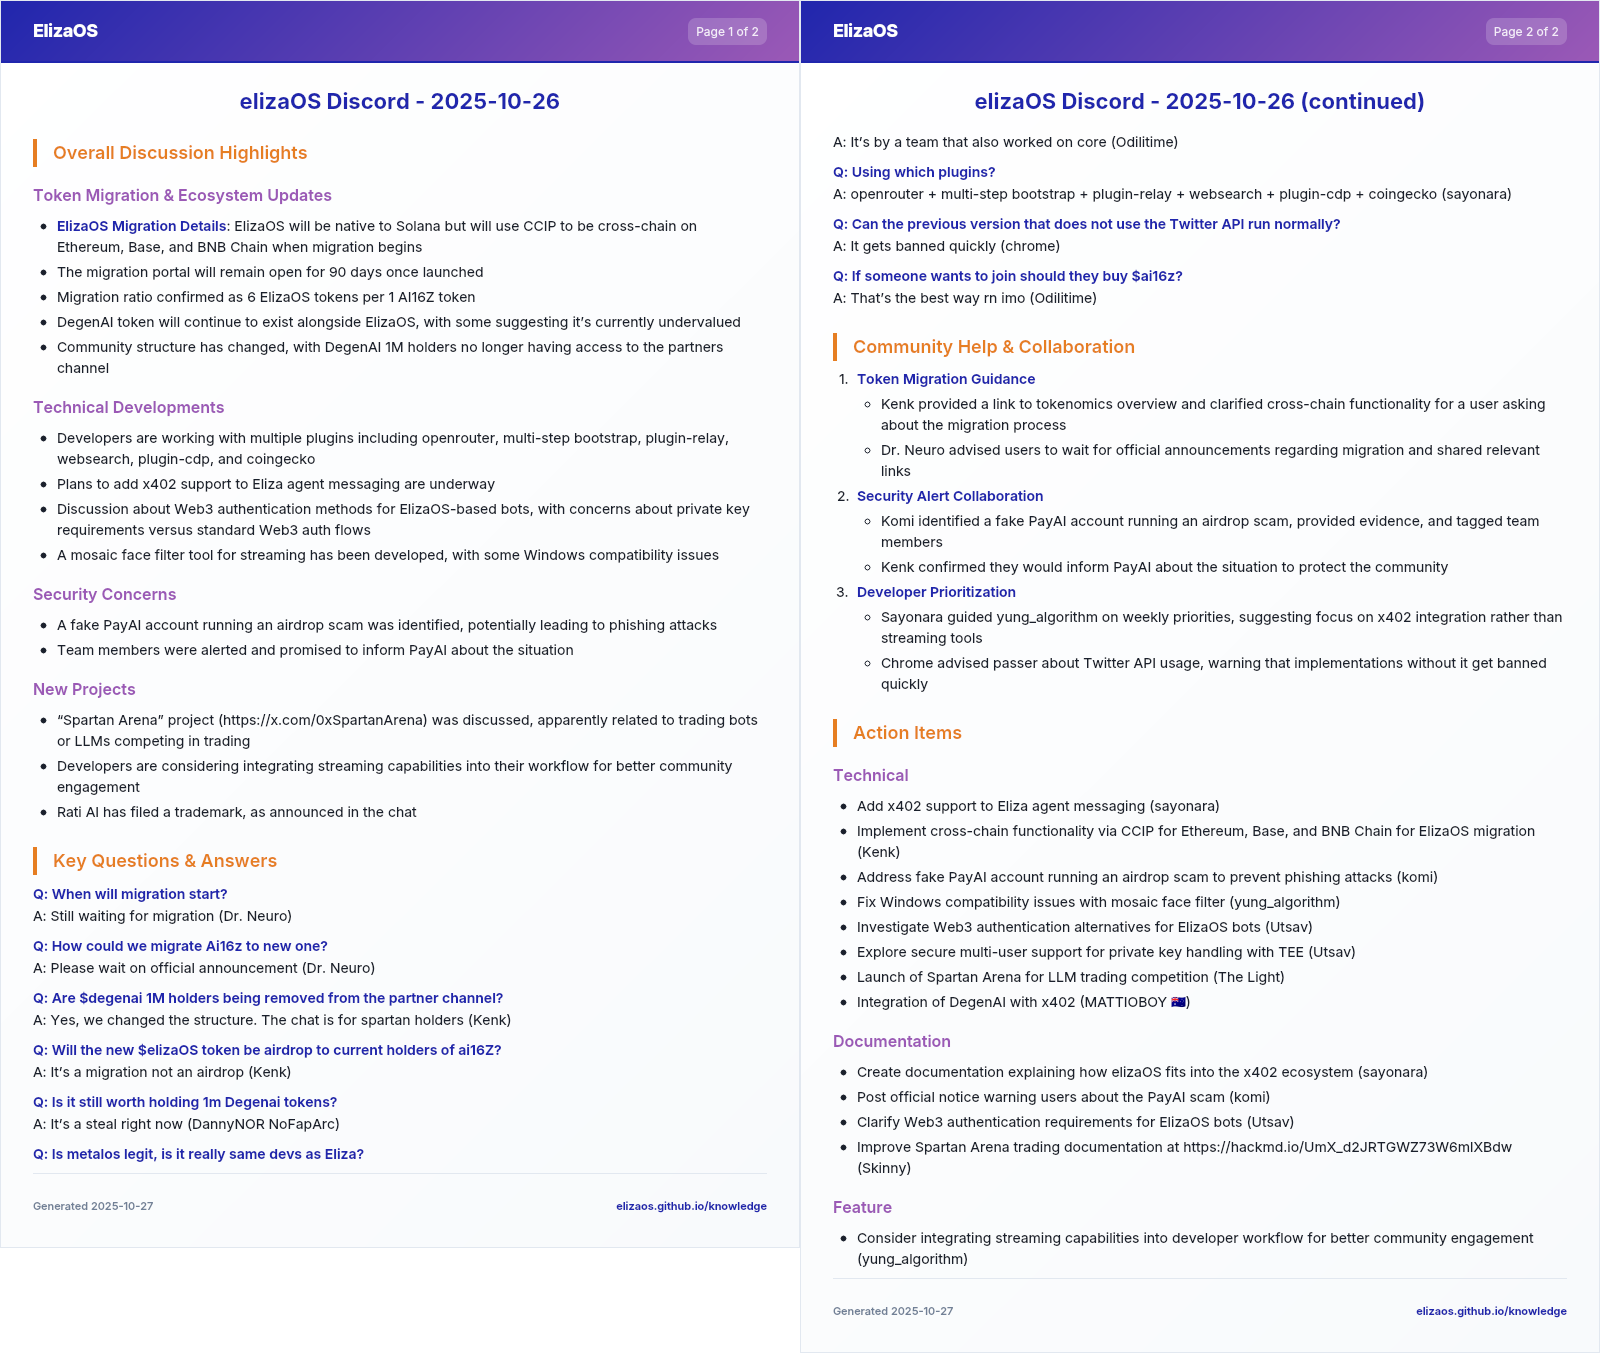 ElizaOS
Page 1 of 2
elizaOS Discord - 2025-10-26
Overall Discussion Highlights
Token Migration & Ecosystem Updates
• ElizaOS Migration Details: ElizaOS will be native to Solana but will use CCIP to be cross-chain on
Ethereum, Base, and BNB Chain when migration begins
• The migration portal will remain open for 90 days once launched
• Migration ratio confirmed as 6 ElizaOS tokens per 1 AI16Z token
• DegenAI token will continue to exist alongside ElizaOS, with some suggesting it’s currently undervalued
• Community structure has changed, with DegenAI 1M holders no longer having access to the partners
channel
Technical Developments
• Developers are working with multiple plugins including openrouter, multi-step bootstrap, plugin-relay,
websearch, plugin-cdp, and coingecko
• Plans to add x402 support to Eliza agent messaging are underway
• Discussion about Web3 authentication methods for ElizaOS-based bots, with concerns about private key
requirements versus standard Web3 auth flows
• A mosaic face filter tool for streaming has been developed, with some Windows compatibility issues
Security Concerns
• A fake PayAI account running an airdrop scam was identified, potentially leading to phishing attacks
• Team members were alerted and promised to inform PayAI about the situation
New Projects
• “Spartan Arena” project (https://x.com/0xSpartanArena) was discussed, apparently related to trading bots
or LLMs competing in trading
• Developers are considering integrating streaming capabilities into their workflow for better community
engagement
• Rati AI has filed a trademark, as announced in the chat
Key Questions & Answers
Q: When will migration start?
A: Still waiting for migration (Dr. Neuro)
Q: How could we migrate Ai16z to new one?
A: Please wait on official announcement (Dr. Neuro)
Q: Are $degenai 1M holders being removed from the partner channel?
A: Yes, we changed the structure. The chat is for spartan holders (Kenk)
Q: Will the new $elizaOS token be airdrop to current holders of ai16Z?
A: It’s a migration not an airdrop (Kenk)
Q: Is it still worth holding 1m Degenai tokens?
A: It’s a steal right now (DannyNOR NoFapArc)
Q: Is metalos legit, is it really same devs as Eliza?
Generated 2025-10-27
elizaos.github.io/knowledge
ElizaOS
Page 2 of 2
elizaOS Discord - 2025-10-26 (continued)
A: It’s by a team that also worked on core (Odilitime)
Q: Using which plugins?
A: openrouter + multi-step bootstrap + plugin-relay + websearch + plugin-cdp + coingecko (sayonara)
Q: Can the previous version that does not use the Twitter API run normally?
A: It gets banned quickly (chrome)
Q: If someone wants to join should they buy $ai16z?
A: That’s the best way rn imo (Odilitime)
Community Help & Collaboration
1. Token Migration Guidance
◦ Kenk provided a link to tokenomics overview and clarified cross-chain functionality for a user asking
about the migration process
◦ Dr. Neuro advised users to wait for official announcements regarding migration and shared relevant
links
2. Security Alert Collaboration
◦ Komi identified a fake PayAI account running an airdrop scam, provided evidence, and tagged team
members
◦ Kenk confirmed they would inform PayAI about the situation to protect the community
3. Developer Prioritization
◦ Sayonara guided yung_algorithm on weekly priorities, suggesting focus on x402 integration rather than
streaming tools
◦ Chrome advised passer about Twitter API usage, warning that implementations without it get banned
quickly
Action Items
Technical
• Add x402 support to Eliza agent messaging (sayonara)
• Implement cross-chain functionality via CCIP for Ethereum, Base, and BNB Chain for ElizaOS migration
(Kenk)
• Address fake PayAI account running an airdrop scam to prevent phishing attacks (komi)
• Fix Windows compatibility issues with mosaic face filter (yung_algorithm)
• Investigate Web3 authentication alternatives for ElizaOS bots (Utsav)
• Explore secure multi-user support for private key handling with TEE (Utsav)
• Launch of Spartan Arena for LLM trading competition (The Light)
• Integration of DegenAI with x402 (MATTIOBOY 🇦🇺)
Documentation
• Create documentation explaining how elizaOS fits into the x402 ecosystem (sayonara)
• Post official notice warning users about the PayAI scam (komi)
• Clarify Web3 authentication requirements for ElizaOS bots (Utsav)
• Improve Spartan Arena trading documentation at https://hackmd.io/UmX_d2JRTGWZ73W6mIXBdw
(Skinny)
Feature
• Consider integrating streaming capabilities into developer workflow for better community engagement
(yung_algorithm)
Generated 2025-10-27
elizaos.github.io/knowledge